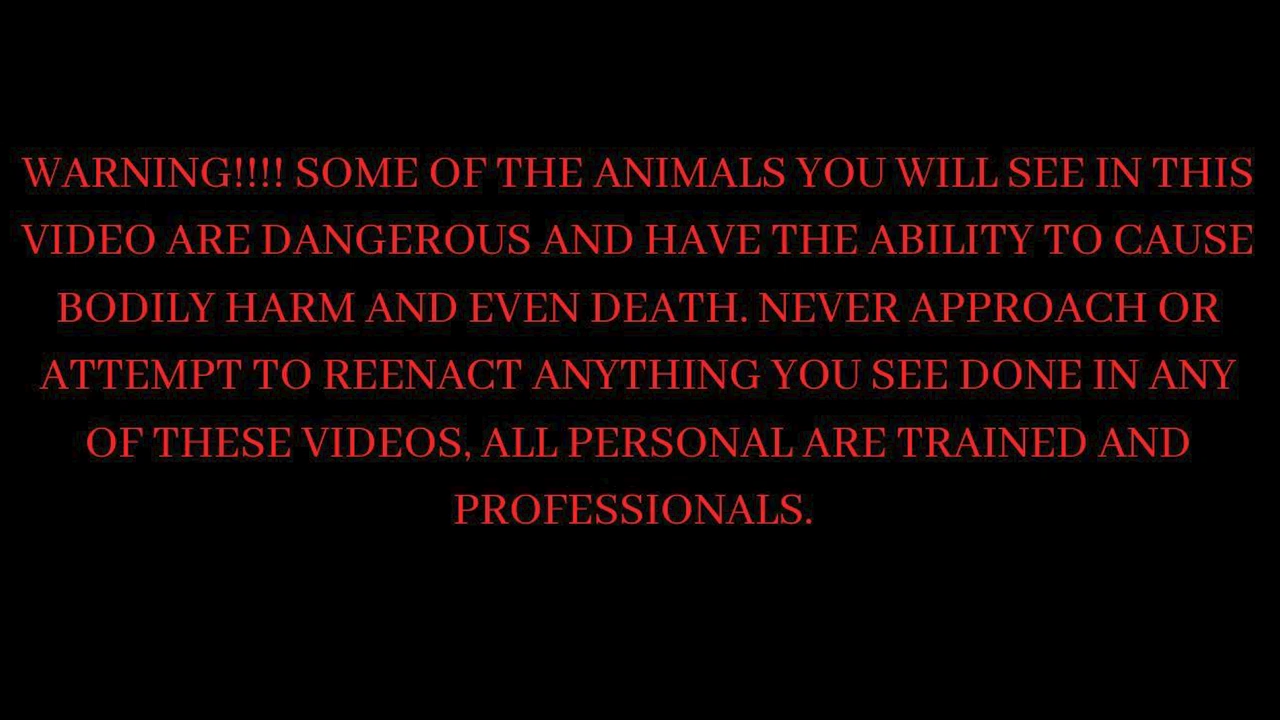 WARNING!!!! SOME OF THE ANIMALS YOU WILL SEE IN THIS
VIDEO ARE DANGEROUS AND HAVE THE ABILITY TO CAUSE
BODILY HARM AND EVEN DEATH. NEVER APPROACH OR
ATTEMPT TO REENACT ANYTHING YOU SEE DONE IN ANY
OF THESE VIDEOS, ALL PERSONAL ARE TRAINED AND
PROFESSIONALS.